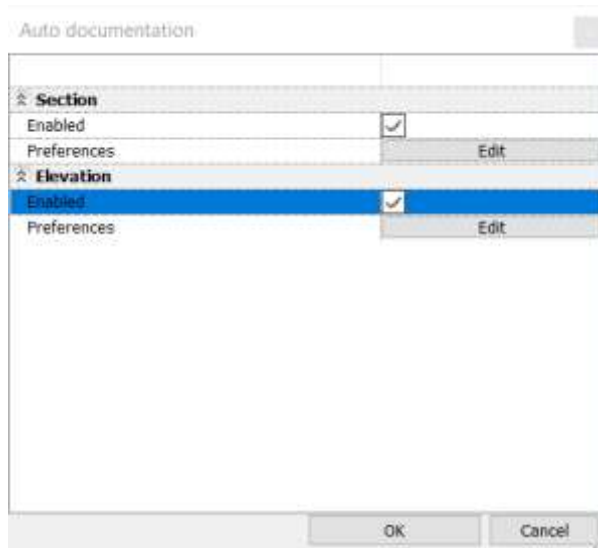 Auto documentation
Section
Enabled
Preferences Edit
Elevation
Enabled
Preferences Edit
OK Cancel